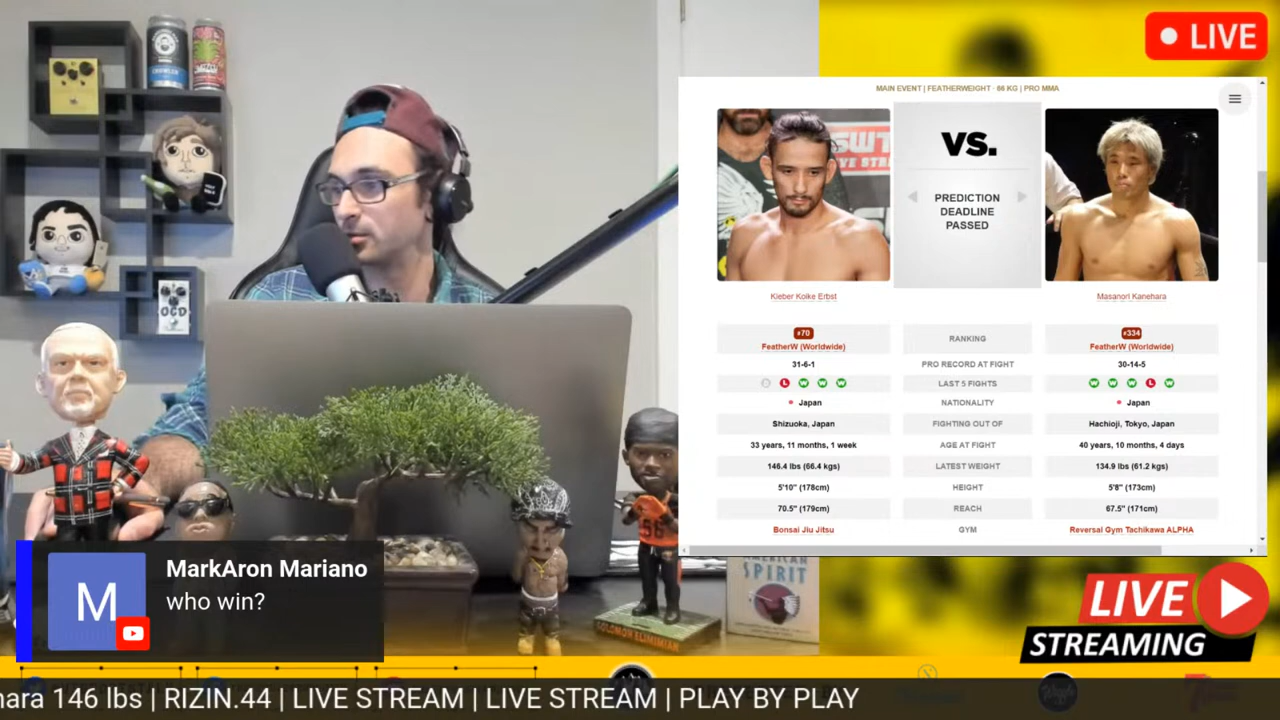 LIVE
MAIN EVENT | FEATHERWEIGHT · 66 KG | PRO MMA
VS.
PREDICTION
DEADLINE
PASSED
Kleber Koike Erbst
Masanori Kanehara
#70
FeatherW (Worldwide)
RANKING
#334
FeatherW (Worldwide)
31-6-1
PRO RECORD AT FIGHT
30-14-5
L W W W
LAST 5 FIGHTS
W W W L W
Japan
NATIONALITY
Japan
Shizuoka, Japan
FIGHTING OUT OF
Hachioji, Tokyo, Japan
33 years, 11 months, 1 week
AGE AT FIGHT
40 years, 10 months, 4 days
146.4 lbs (66.4 kgs)
LATEST WEIGHT
134.9 lbs (61.2 kgs)
5'10" (178cm)
HEIGHT
5'8" (173cm)
70.5" (179cm)
REACH
67.5" (171cm)
Bonsai Jiu Jitsu
GYM
Reversal Gym Tachikawa ALPHA
OCD
SPIRIT
SOLOMON ELIMIMIAN
M
MarkAron Mariano
who win?
LIVE
STREAMING
nara 146 lbs | RIZIN.44 | LIVE STREAM | LIVE STREAM | PLAY BY PLAY